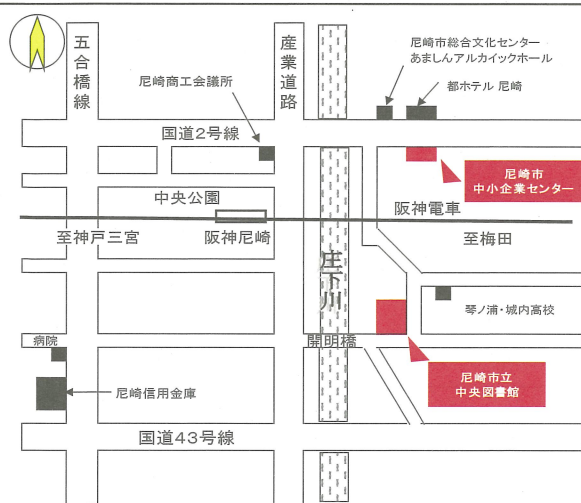 五合橋線
産業道路
尼崎市総合文化センター
あましんアルカイックホール
都ホテル 尼崎
尼崎商工会議所
国道2号線
尼崎市
中小企業センター
中央公園
阪神電車
至神戸三宮
阪神尼崎
至梅田
庄下川
琴ノ浦・城内高校
病院
開明橋
尼崎市立
中央図書館
尼崎信用金庫
国道43号線